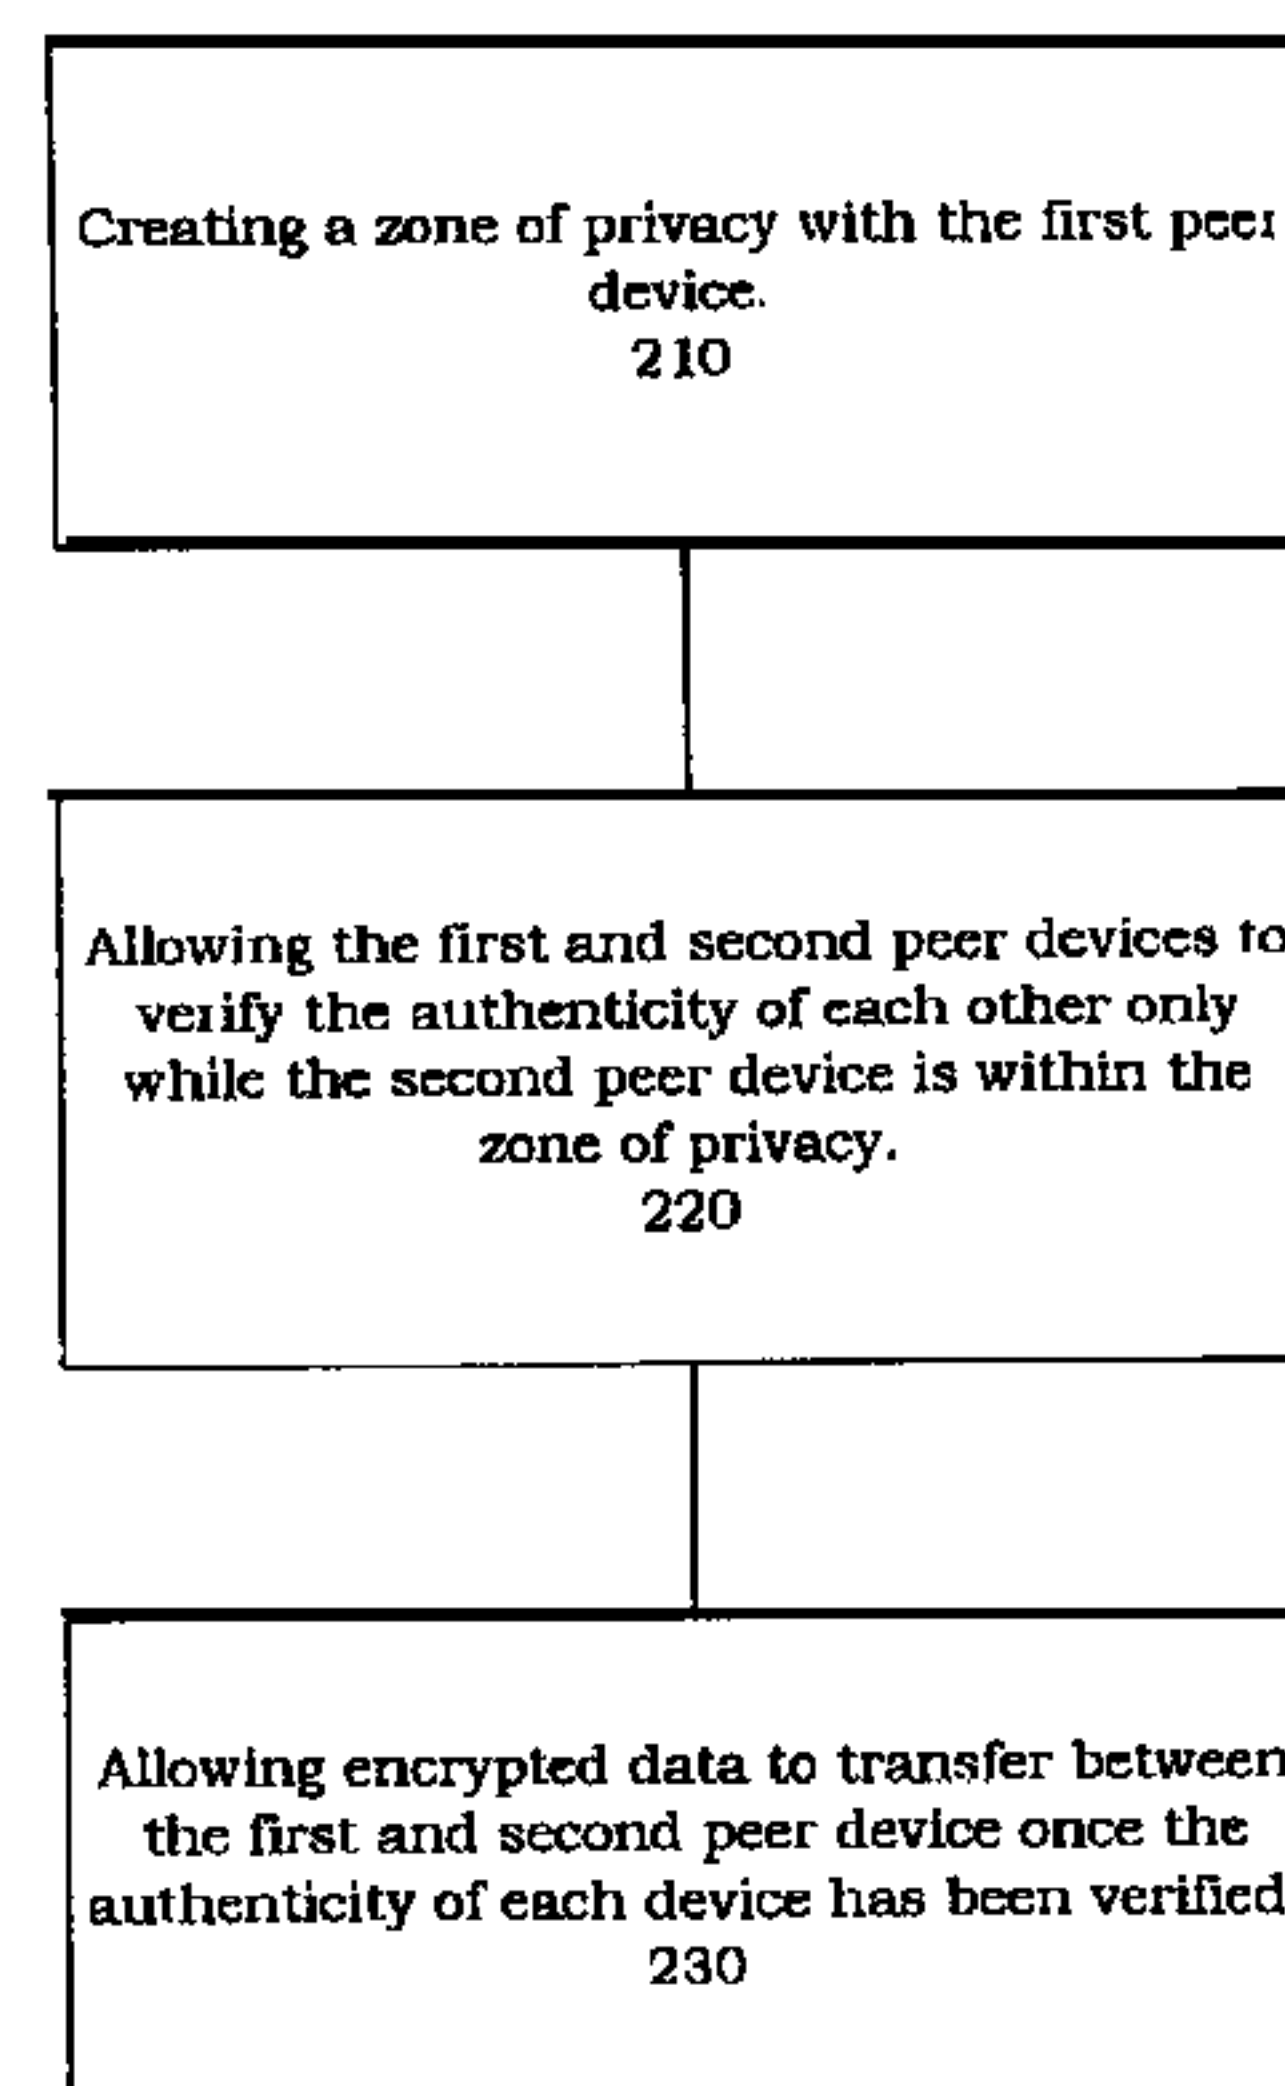 Creating a zone of privacy with the first peer
device.
210
Allowing the first and second peer devices to
verify the authenticity of each other only
while the second peer device is within the
zone of privacy.
220
Allowing encrypted data to transfer between
the first and second peer device once the
authenticity of each device has been verified
230